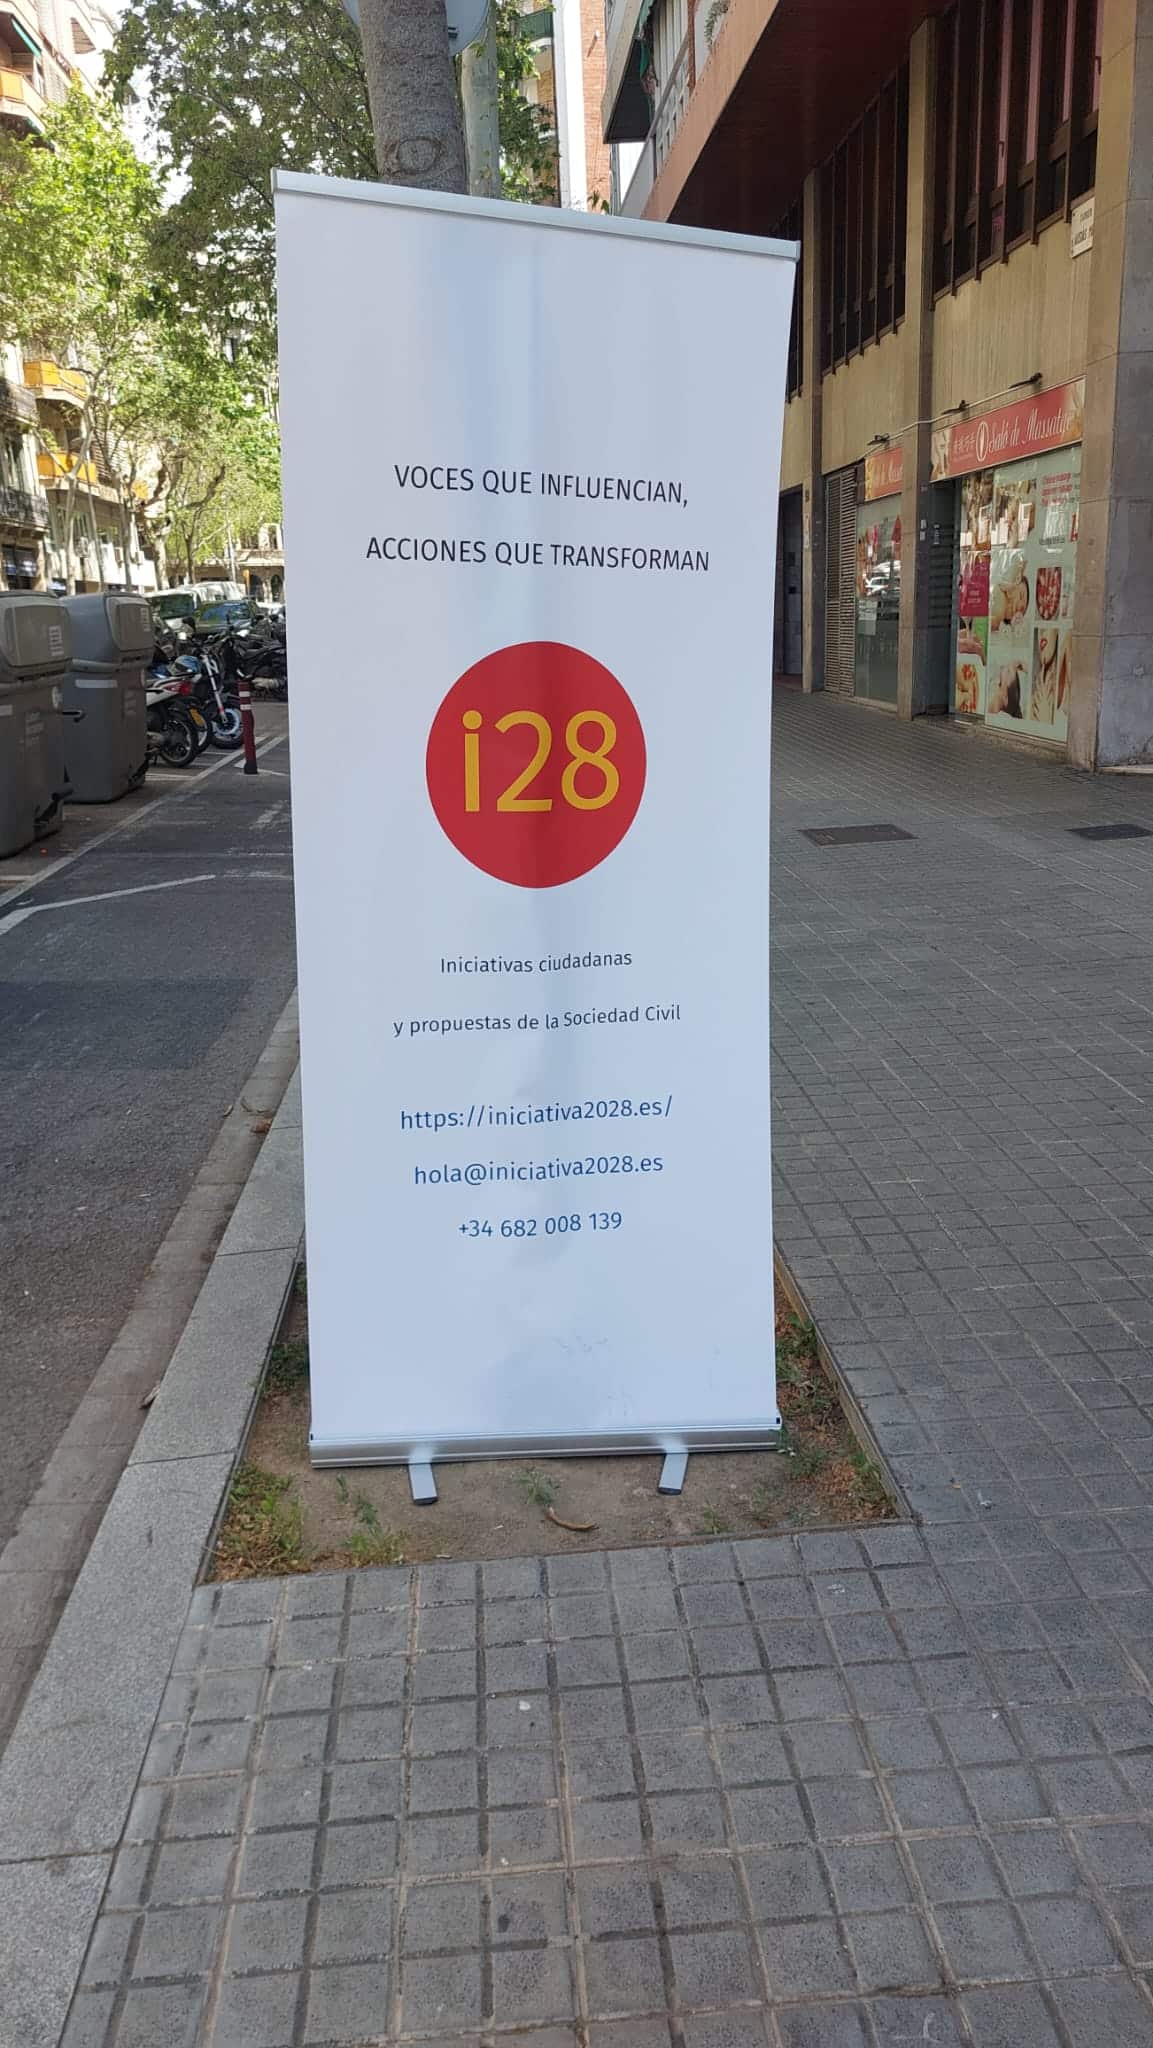 VOCES QUE INFLUENCIAN,
ACCIONES QUE TRANSFORMAN
i28
Iniciativas ciudadanas
y propuestas de la Sociedad Civil
https://iniciativa2028.es/
hola@iniciativa2028.es
+34 682 008 139
Saló de Massatge